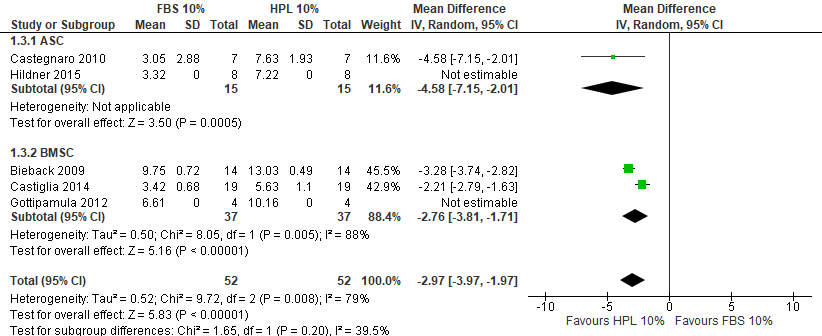 FBS 10% HPL 10% Mean Difference Mean Difference
Study or Subgroup Mean SD Total Mean SD Total Weight IV, Random, 95% CI IV, Random, 95% CI
1.3.1 ASC
Castegnaro 2010 3.05 2.88 7 7.63 1.93 7 11.6% -4.58 [-7.15, -2.01]
Hildner 2015 3.32 0 8 7.22 0 8 Not estimable
Subtotal (95% CI) 15 15 11.6% -4.58 [-7.15, -2.01]
Heterogeneity: Not applicable
Test for overall effect: Z = 3.50 (P = 0.0005)
1.3.2 BMSC
Bieback 2009 9.75 0.72 14 13.03 0.49 14 45.5% -3.28 [-3.74, -2.82]
Castiglia 2014 3.42 0.68 19 5.63 1.1 19 42.9% -2.21 [-2.79, -1.63]
Gottipamula 2012 6.61 0 4 10.16 0 4 Not estimable
Subtotal (95% CI) 37 37 88.4% -2.76 [-3.81, -1.71]
Heterogeneity: Tau² = 0.50; Chi² = 8.05, df = 1 (P = 0.005); I² = 88%
Test for overall effect: Z = 5.16 (P < 0.00001)
Total (95% CI) 52 52 100.0% -2.97 [-3.97, -1.97]
Heterogeneity: Tau² = 0.52; Chi² = 9.72, df = 2 (P = 0.008); I² = 79%
Test for overall effect: Z = 5.83 (P < 0.00001)
Test for subgroup differences: Chi² = 1.65, df = 1 (P = 0.20), I² = 39.5%
-10 -5 0 5 10
Favours HPL 10% Favours FBS 10%